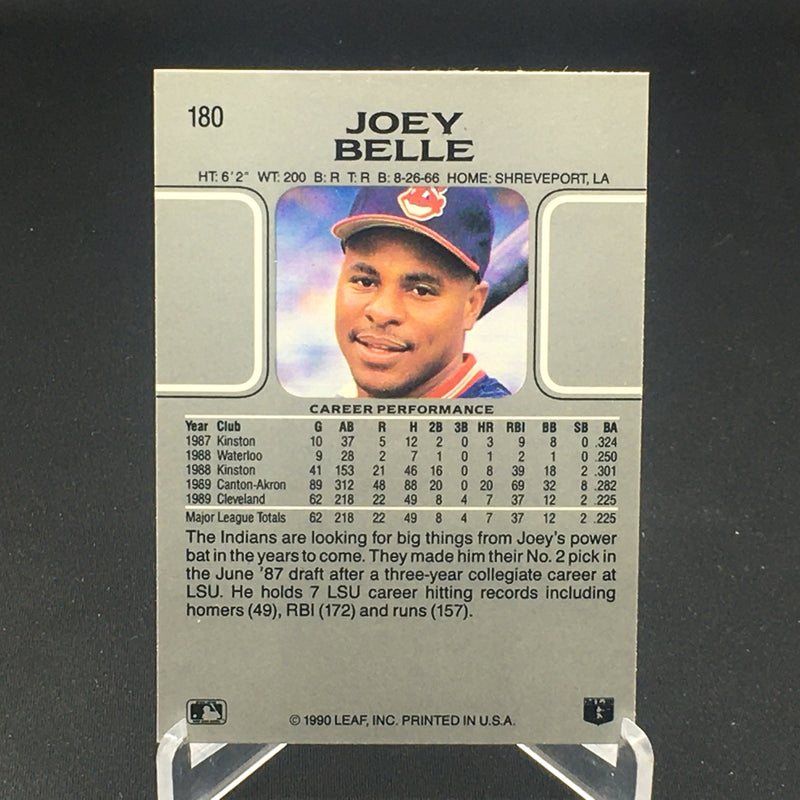 180
JOEY
BELLE
HT: 6'2" WT: 200 B: R T: R B: 8-26-66 HOME: SHREVEPORT, LA
CAREER PERFORMANCE
Year Club G AB R H 2B 3B HR RBI BB SB BA
1987 Kinston 10 37 5 12 2 0 3 9 8 0 .324
1988 Waterloo 9 28 2 7 1 0 1 2 1 0 .250
1988 Kinston 41 153 21 46 16 0 8 39 18 2 .301
1989 Canton-Akron 89 312 48 88 20 0 20 69 32 8 .282
1989 Cleveland 62 218 22 49 8 4 7 37 12 2 .225
Major League Totals 62 218 22 49 8 4 7 37 12 2 .225
The Indians are looking for big things from Joey's power
bat in the years to come. They made him their No. 2 pick in
the June '87 draft after a three-year collegiate career at
LSU. He holds 7 LSU career hitting records including
homers (49), RBI (172) and runs (157).
© 1990 LEAF, INC. PRINTED IN U.S.A.